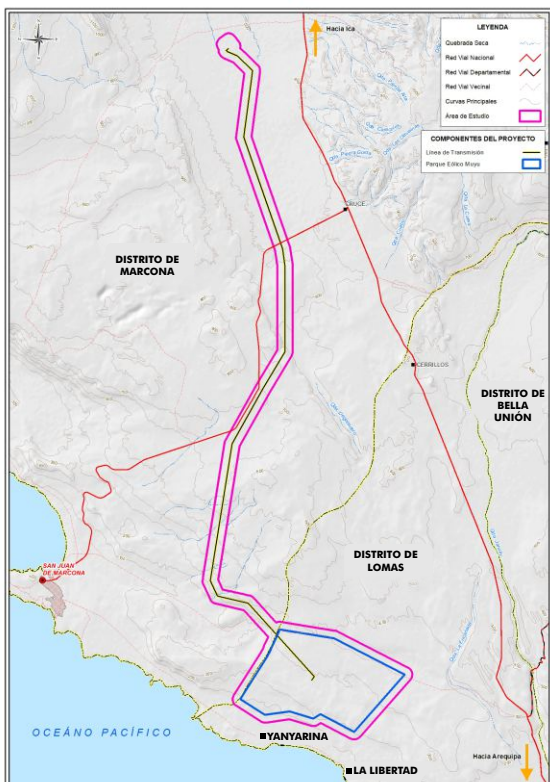 Hacia Ica
LEYENDA
Quebrada Seca
Red Vial Nacional
Red Vial Departamental
Red Vial Vecinal
Curvas Principales
Área de Estudio
COMPONENTES DEL PROYECTO
Línea de Transmisión
Parque Eólico Muyu
DISTRITO DE
MARCONA
CERRILLOS
DISTRITO DE
BELLA
UNIÓN
DISTRITO DE
LOMAS
SAN JUAN
DE MARCONA
OCEÁNO PACÍFICO
YANYARINA
LA LIBERTAD
Hacia Arequipa